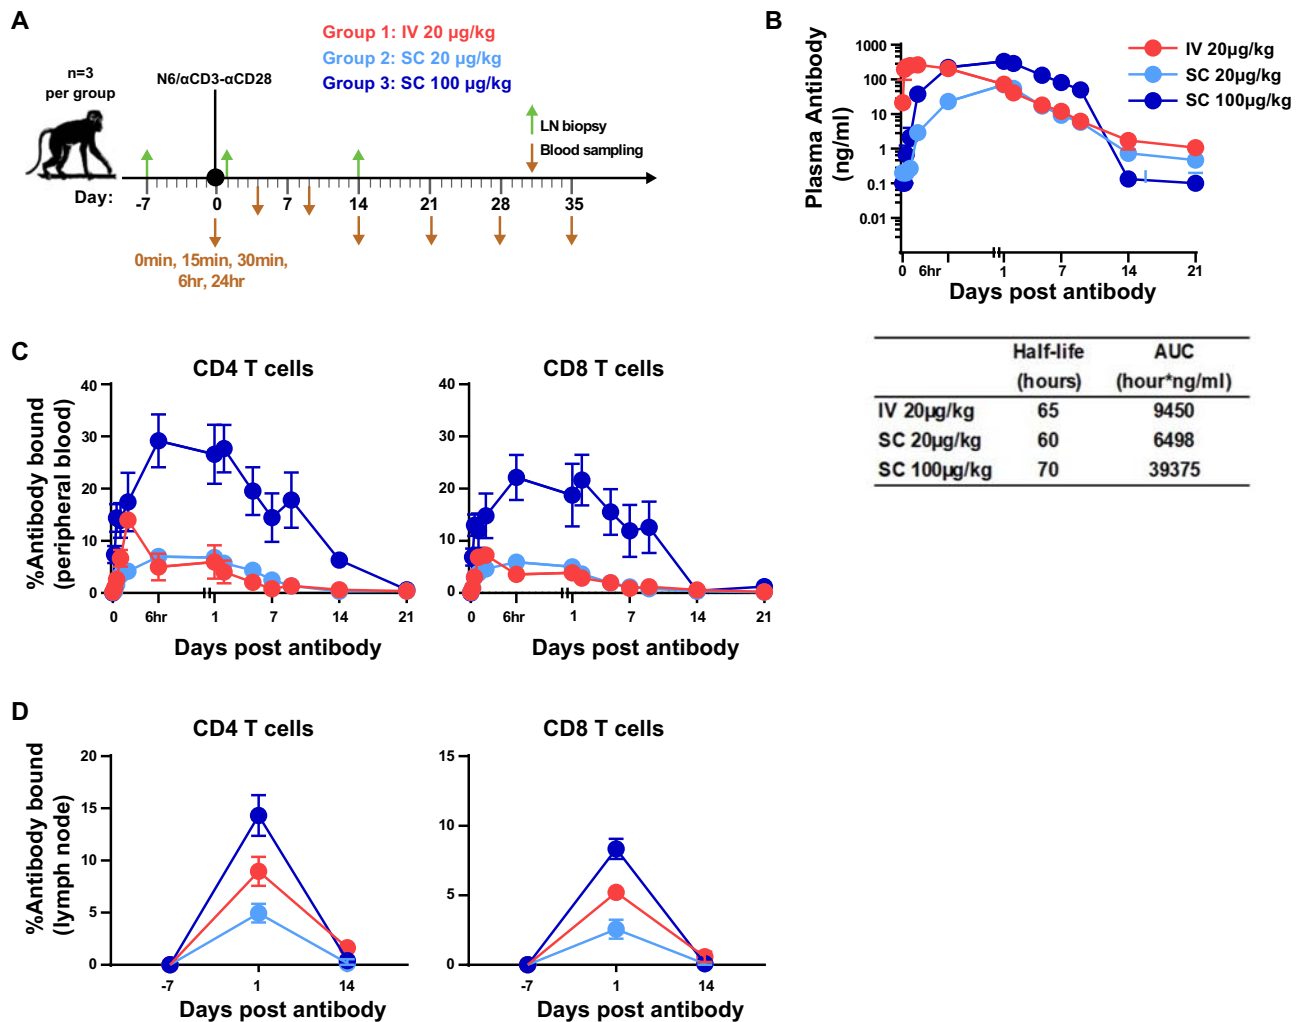 A
Group 1: IV 20 µg/kg
Group 2: SC 20 µg/kg
Group 3: SC 100 µg/kg
n=3
per group
N6/αCD3-αCD28
LN biopsy
Blood sampling
Day:
-7 0 7 14 21 28 35
0min, 15min, 30min,
6hr, 24hr
B
Plasma Antibody
(ng/ml)
1000
100
10
1
0.1
0.01
IV 20µg/kg
SC 20µg/kg
SC 100µg/kg
0 6hr 1 7 14 21
Days post antibody
Half-life AUC
(hours) (hour*ng/ml)
IV 20µg/kg 65 9450
SC 20µg/kg 60 6498
SC 100µg/kg 70 39375
C
CD4 T cells
%Antibody bound
(peripheral blood)
40
30
20
10
0
0 6hr 1 7 14 21
Days post antibody
CD8 T cells
40
30
20
10
0
0 6hr 1 7 14 21
Days post antibody
D
CD4 T cells
%Antibody bound
(lymph node)
20
15
10
5
0
-7 1 14
Days post antibody
CD8 T cells
15
10
5
0
-7 1 14
Days post antibody